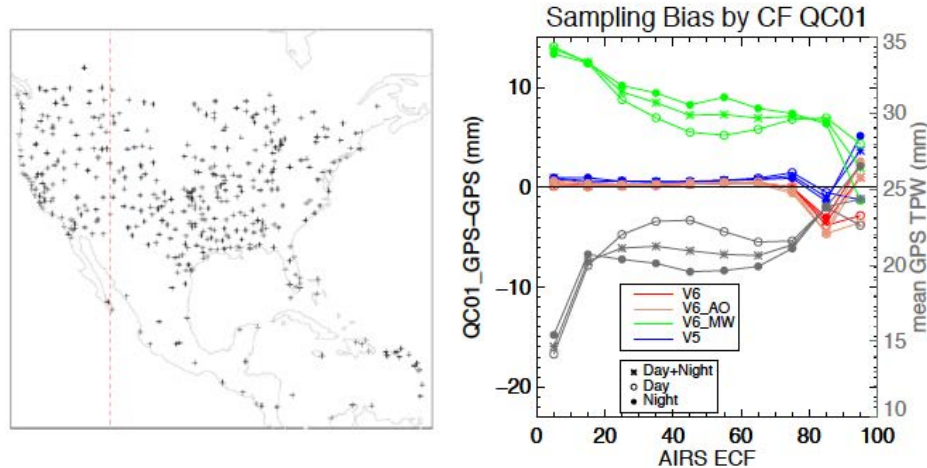 Sampling Bias by CF QC01
QC01_GPS-GPS (mm)
10
0
-10
-20
35
30
25
20
15
10
mean GPS TPW (mm)
V6
V6_AO
V6_MW
V5
Day+Night
Day
Night
0 20 40 60 80 100
AIRS ECF